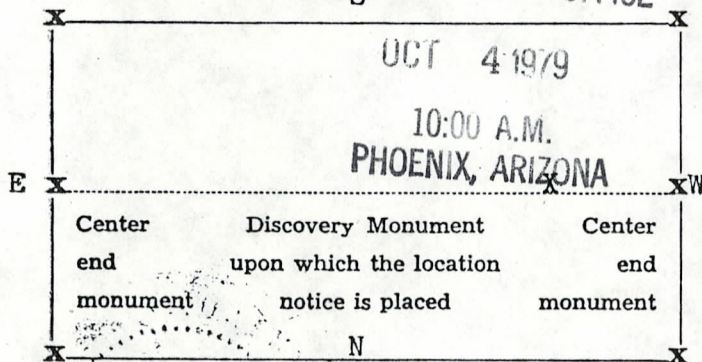 X X
OCT 4 1979
10:00 A.M.
PHOENIX, ARIZONA
E X X X W
Center Discovery Monument Center
end upon which the location end
monument notice is placed monument
X N X